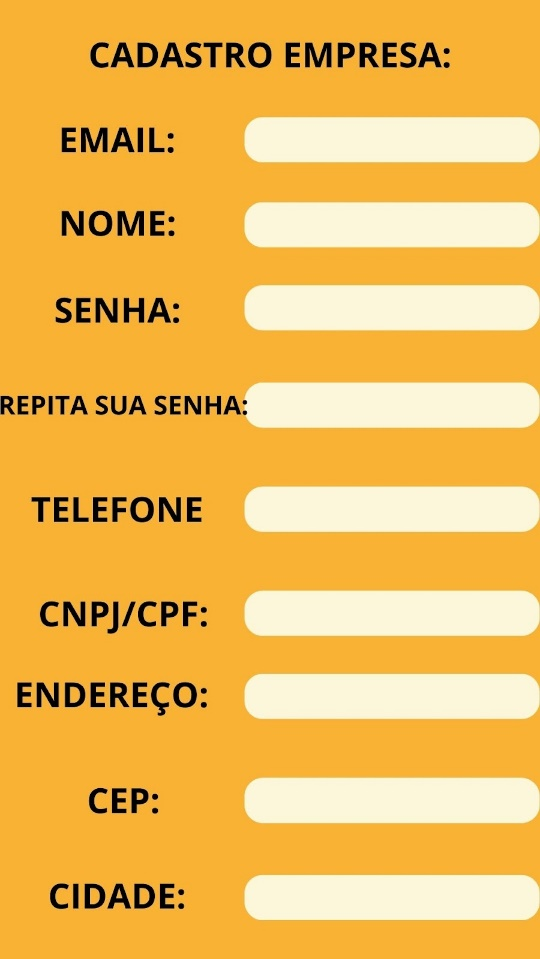 CADASTRO EMPRESA:
EMAIL:
NOME:
SENHA:
REPITA SUA SENHA:
TELEFONE
CNPJ/CPF:
ENDEREÇO:
CEP:
CIDADE: